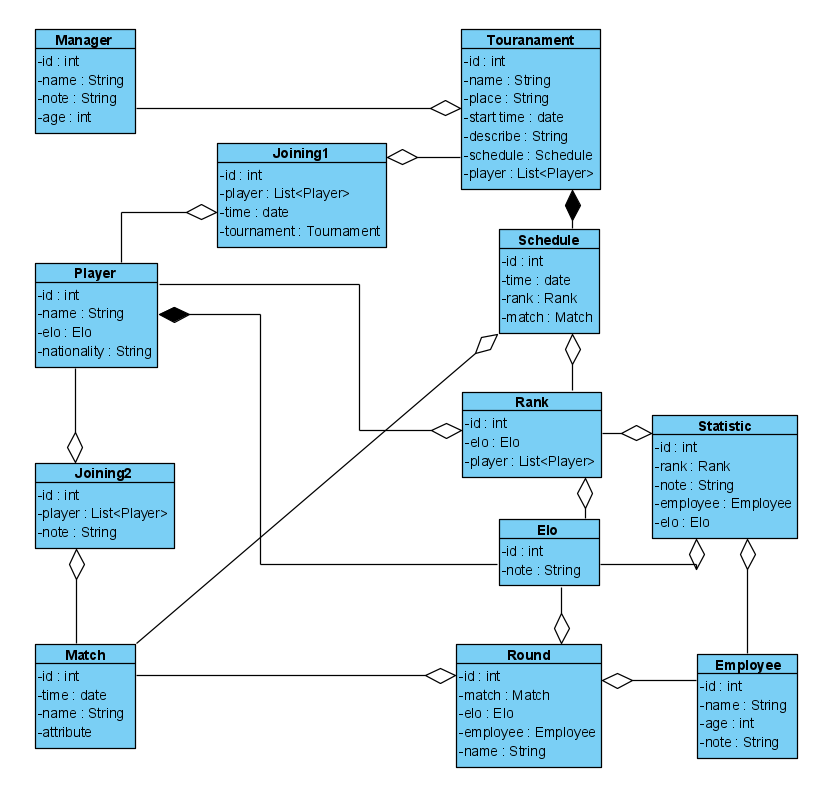 Manager
-id : int
-name : String
-note : String
-age : int
Touranament
-id : int
-name : String
-place : String
-start time : date
-describe : String
-schedule : Schedule
-player : List<Player>
Joining1
-id : int
-player : List<Player>
-time : date
-tournament : Tournament
Schedule
-id : int
-time : date
-rank : Rank
-match : Match
Player
-id : int
-name : String
-elo : Elo
-nationality : String
Rank
-id : int
-elo : Elo
-player : List<Player>
Statistic
-id : int
-rank : Rank
-note : String
-employee : Employee
-elo : Elo
Joining2
-id : int
-player : List<Player>
-note : String
Elo
-id : int
-note : String
Match
-id : int
-time : date
-name : String
-attribute
Round
-id : int
-match : Match
-elo : Elo
-employee : Employee
-name : String
Employee
-id : int
-name : String
-age : int
-note : String